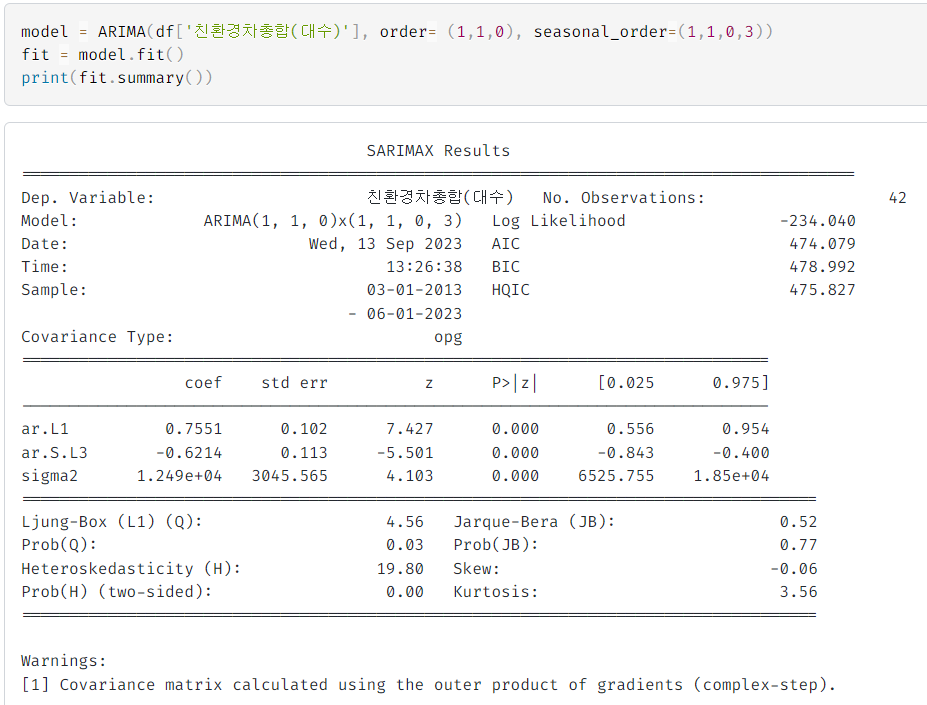 model = ARIMA(df['친환경차총합(대수)'], order= (1,1,0), seasonal_order=(1,1,0,3))
fit = model.fit()
print(fit.summary())
SARIMAX Results
Dep. Variable: 친환경차총합(대수) No. Observations: 42
Model: ARIMA(1, 1, 0)x(1, 1, 0, 3) Log Likelihood -234.040
Date: Wed, 13 Sep 2023 AIC 474.079
Time: 13:26:38 BIC 478.992
Sample: 03-01-2013 HQIC 475.827
- 06-01-2023
Covariance Type: opg
coef std err z P>|z| [0.025 0.975]
ar.L1 0.7551 0.102 7.427 0.000 0.556 0.954
ar.S.L3 -0.6214 0.113 -5.501 0.000 -0.843 -0.400
sigma2 1.249e+04 3045.565 4.103 0.000 6525.755 1.85e+04
Ljung-Box (L1) (Q): 4.56 Jarque-Bera (JB): 0.52
Prob(Q): 0.03 Prob(JB): 0.77
Heteroskedasticity (H): 19.80 Skew: -0.06
Prob(H) (two-sided): 0.00 Kurtosis: 3.56
Warnings:
[1] Covariance matrix calculated using the outer product of gradients (complex-step).